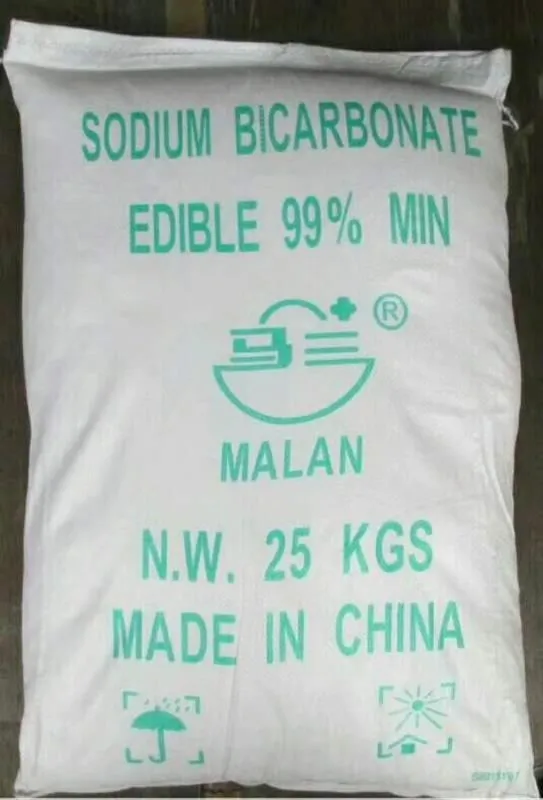 SODIUM BICARBONATE
EDIBLE 99% MIN
®
MALAN
N.W. 25 KGS
MADE IN CHINA